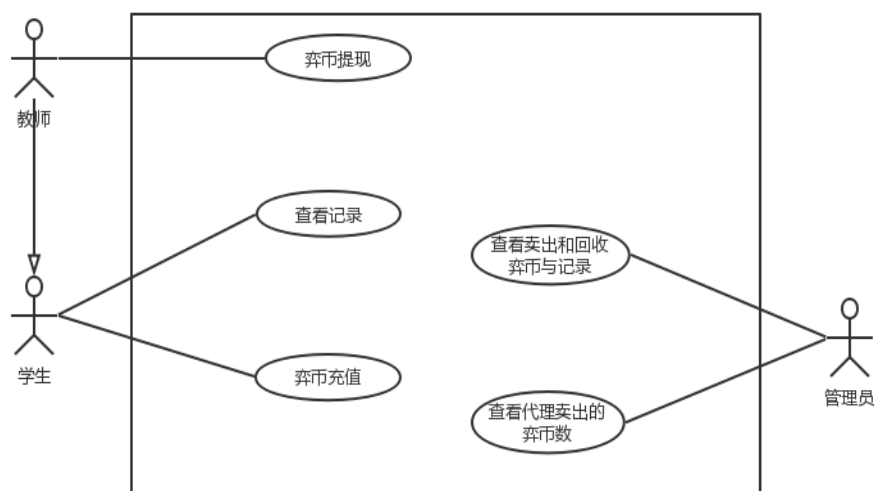 弈币提现
教师
查看记录
查看卖出和回收
弈币与记录
学生
弈币充值
管理员
查看代理卖出的
弈币数